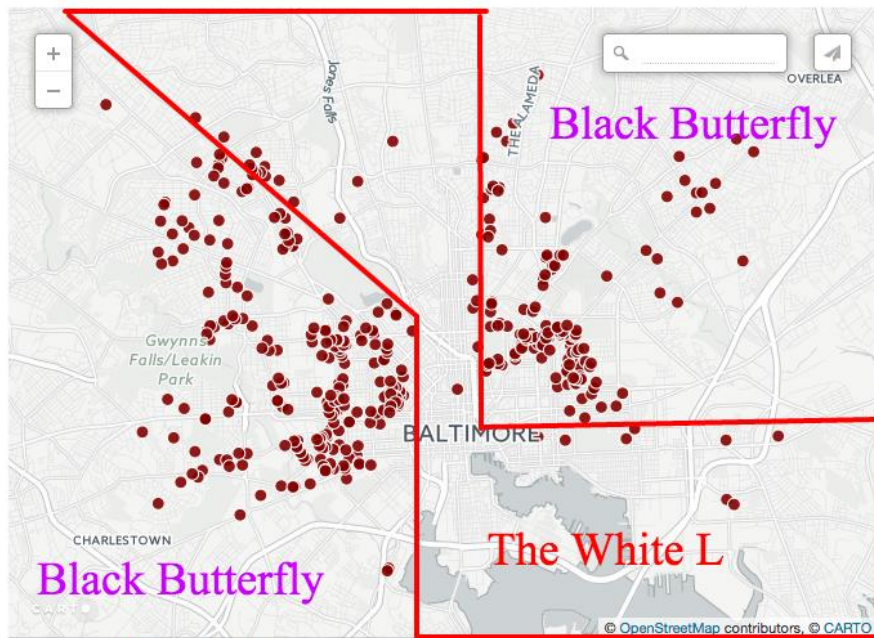 +
−
Jones Falls
THE ALAMEDA
OVERLEA
Black Butterfly
Gwynns
Falls/Leakin
Park
BALTIMORE
CHARLESTOWN
The White L
Black Butterfly
CARTO
© OpenStreetMap contributors, © CARTO